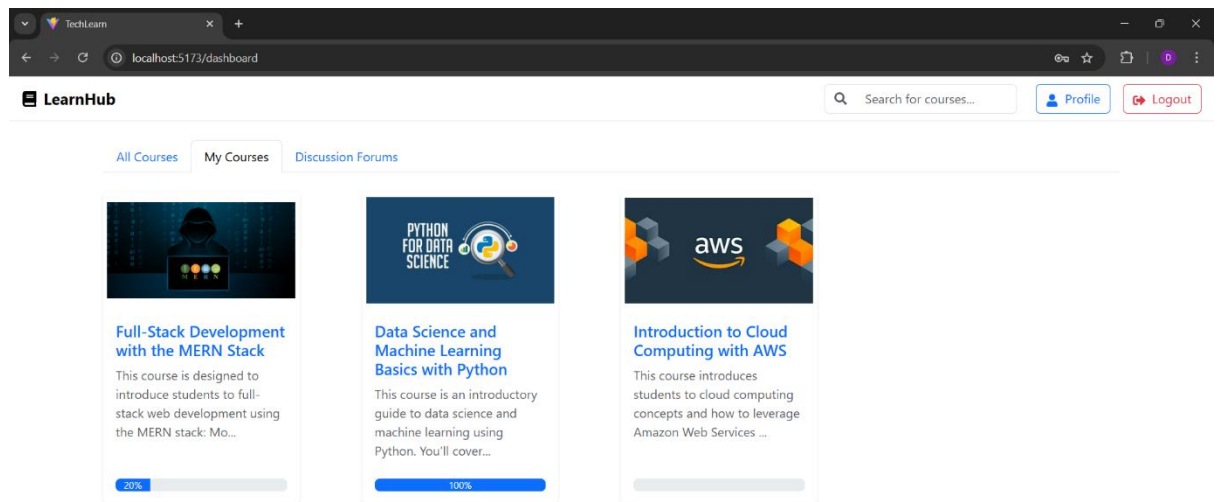 TechLearn
localhost:5173/dashboard
D
LearnHub
Search for courses...
Profile
Logout
All Courses
My Courses
Discussion Forums
MERN
Full-Stack Development
with the MERN Stack
This course is designed to
introduce students to full-
stack web development using
the MERN stack: Mo...
20%
PYTHON
FOR DATA
SCIENCE
Data Science and
Machine Learning
Basics with Python
This course is an introductory
guide to data science and
machine learning using
Python. You'll cover...
100%
aws
Introduction to Cloud
Computing with AWS
This course introduces
students to cloud computing
concepts and how to leverage
Amazon Web Services ...